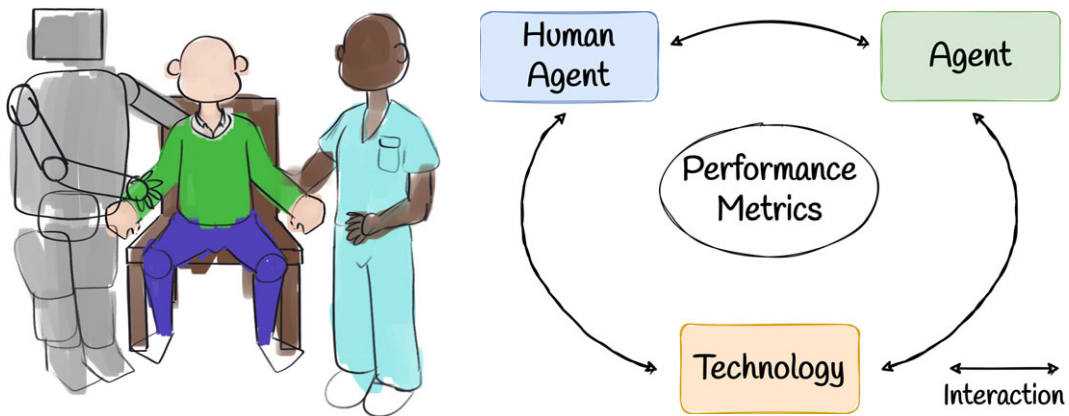 Human
Agent
Agent
Performance
Metrics
Technology
Interaction